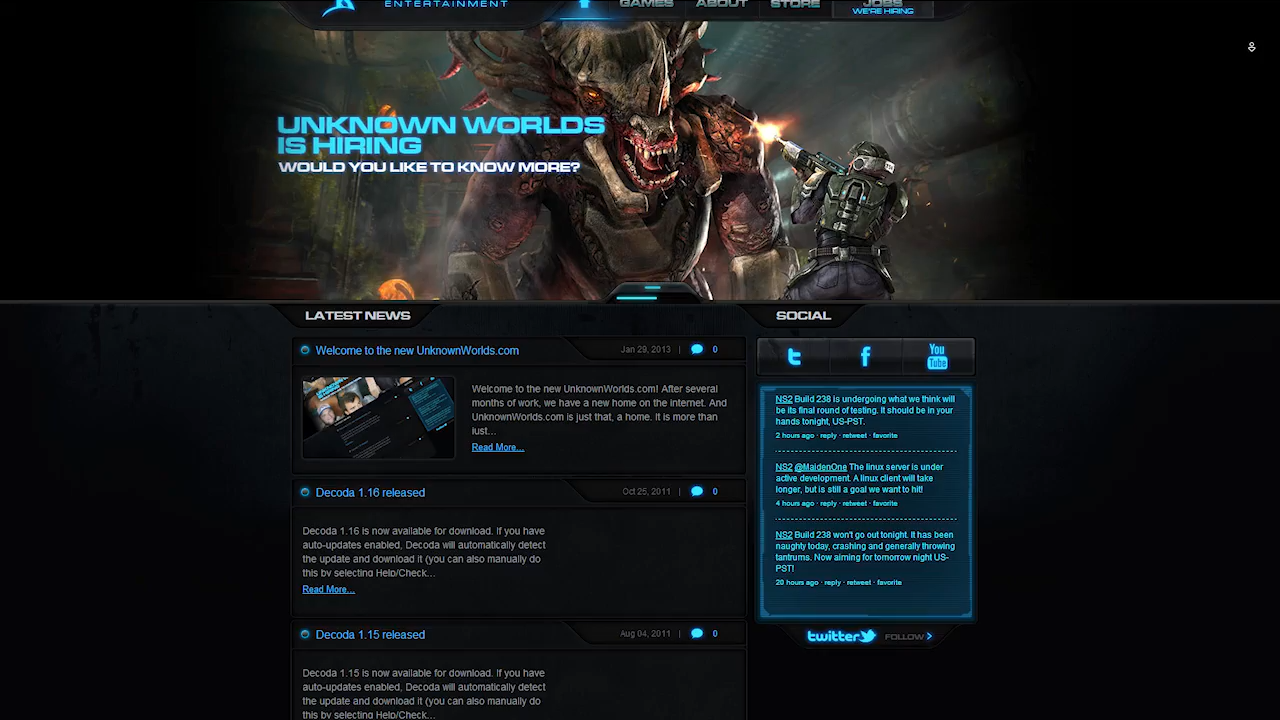 ENTERTAINMENT
GAMES
ABOUT
STORE
JOBS
WE'RE HIRING
UNKNOWN WORLDS
IS HIRING
WOULD YOU LIKE TO KNOW MORE?
LATEST NEWS
Welcome to the new UnknownWorlds.com
Jan 29, 2013 | 0
Welcome to the new UnknownWorlds.com! After several
months of work, we have a new home on the internet. And
UnknownWorlds.com is just that, a home. It is more than
just...
Read More...
Decoda 1.16 released
Oct 25, 2011 | 0
Decoda 1.16 is now available for download. If you have
auto-updates enabled, Decoda will automatically detect
the update and download it (you can also manually do
this by selecting Help/Check...
Read More...
Decoda 1.15 released
Aug 04, 2011 | 0
Decoda 1.15 is now available for download. If you have
auto-updates enabled, Decoda will automatically detect
the update and download it (you can also manually do
this by selecting Help/Check...
SOCIAL
You
Tube
NS2 Build 238 is undergoing what we think will
be its final round of testing. It should be in your
hands tonight, US-PST.
2 hours ago · reply · retweet · favorite
NS2 @MaidenOne The linux server is under
active development. A linux client will take
longer, but is still a goal we want to hit!
4 hours ago · reply · retweet · favorite
NS2 Build 238 won't go out tonight. It has been
naughty today, crashing and generally throwing
tantrums. Now aiming for tomorrow night US-
PST!
20 hours ago · reply · retweet · favorite
twitter FOLLOW >